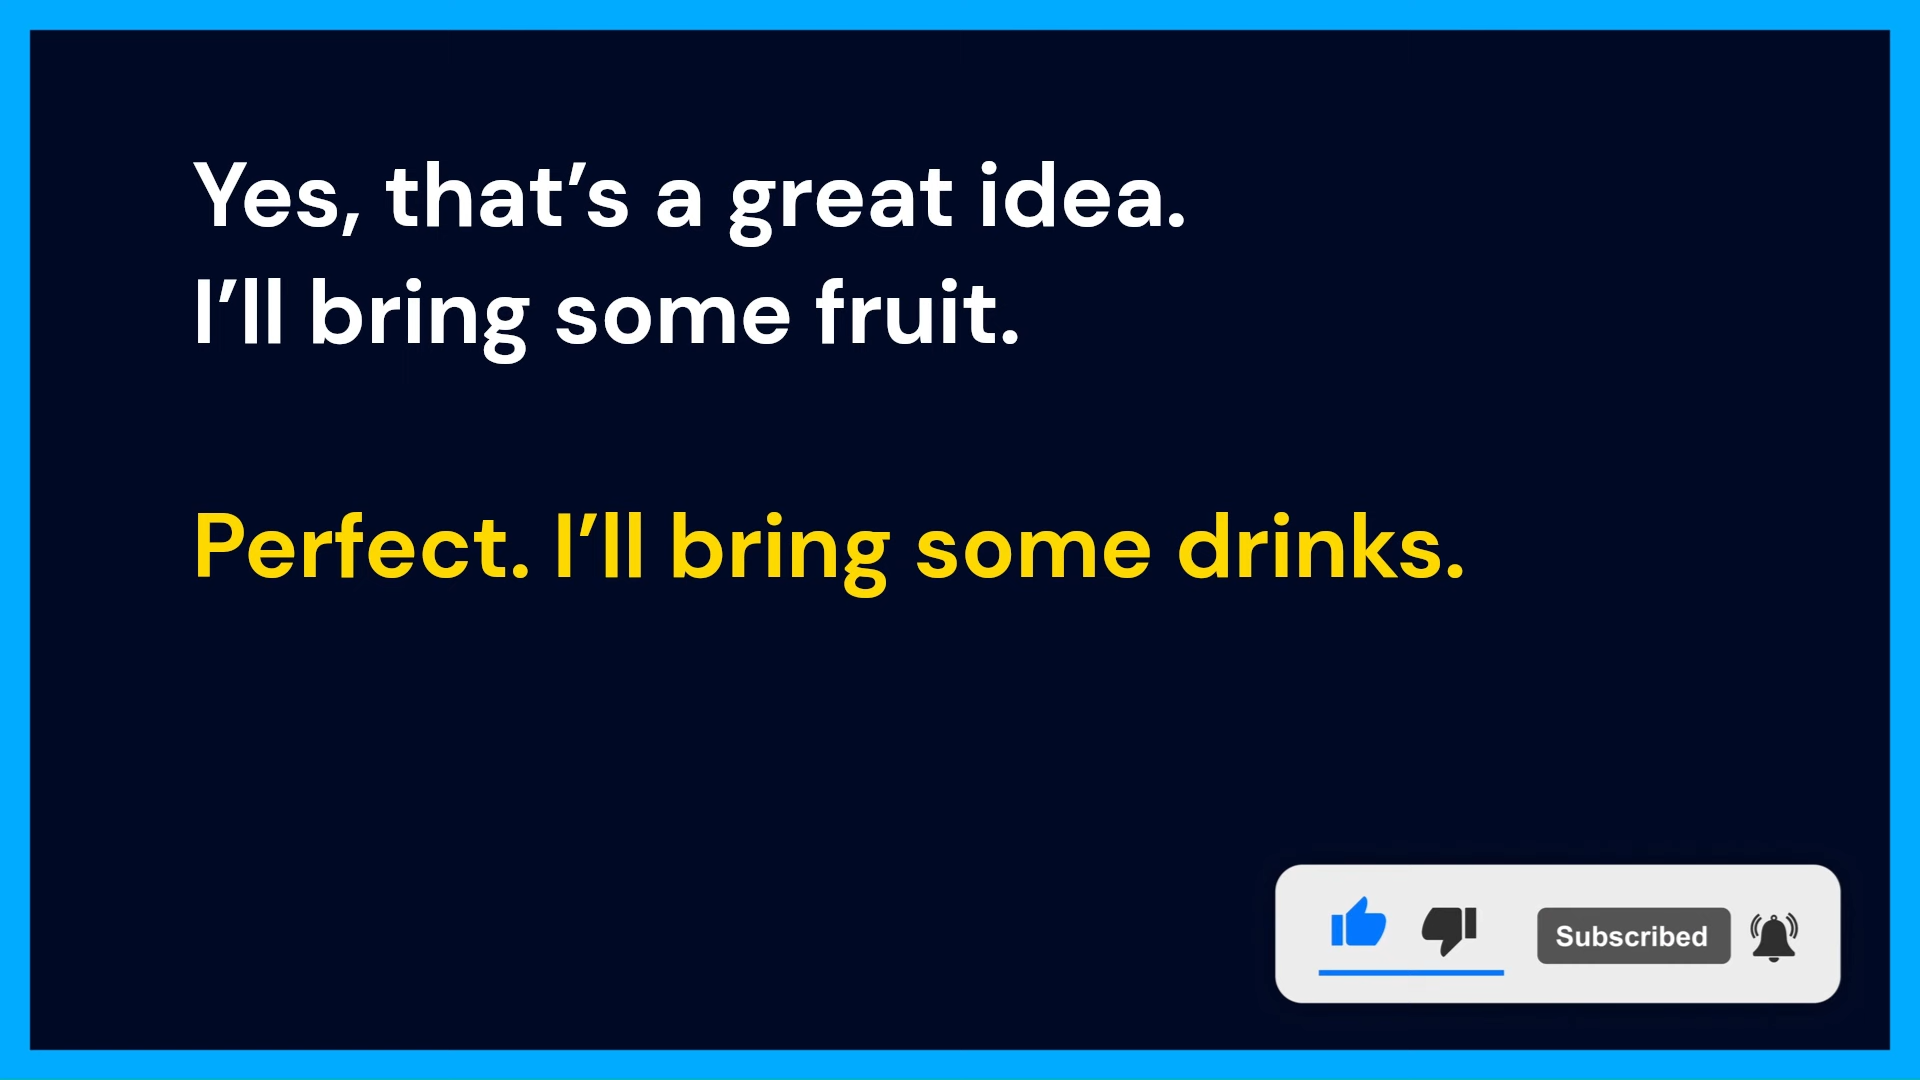 Yes, that’s a great idea.
I’ll bring some fruit.
Perfect. I’ll bring some drinks.
Subscribed